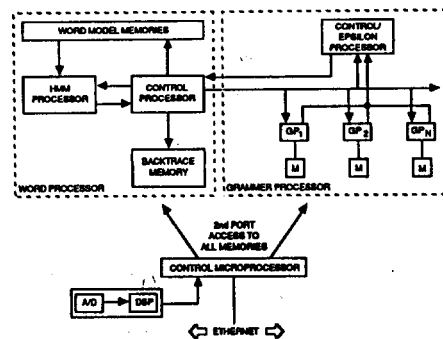 WORD MODEL MEMORIES
HMM
PROCESSOR
CONTROL
PROCESSOR
BACKTRACE
MEMORY
WORD PROCESSOR
CONTROL/
EPSILON
PROCESSOR
GP1
GP2
GPN
M
M
M
GRAMMER PROCESSOR
2nd PORT
ACCESS TO
ALL MEMORIES
CONTROL MICROPROCESSOR
A/D
DSP
ETHERNET